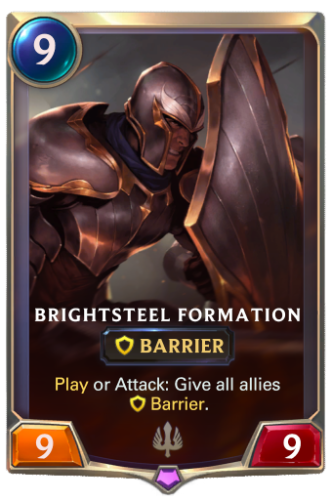 9
BRIGHTSTEEL FORMATION
BARRIER
Play or Attack: Give all allies
Barrier.
9
9